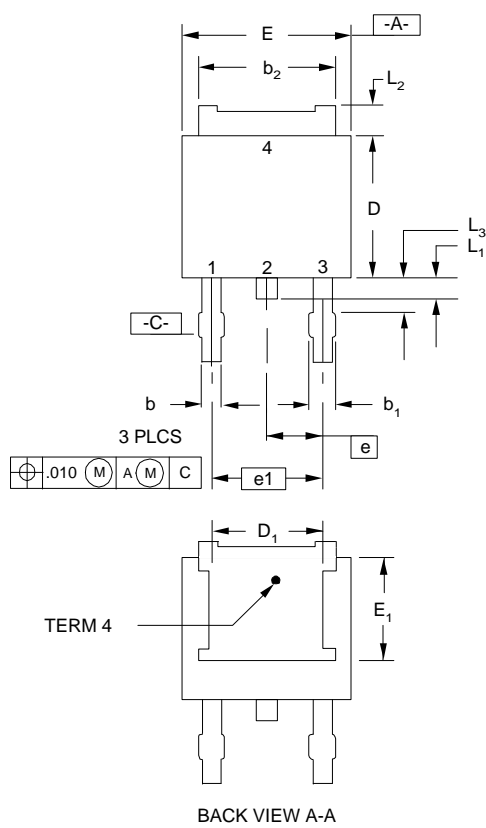 E
-A-
b2
L2
4
D
L3
L1
1 2 3
-C-
b
b1
3 PLCS
e
.010 M A M C
e1
D1
TERM 4
E1
BACK VIEW A-A